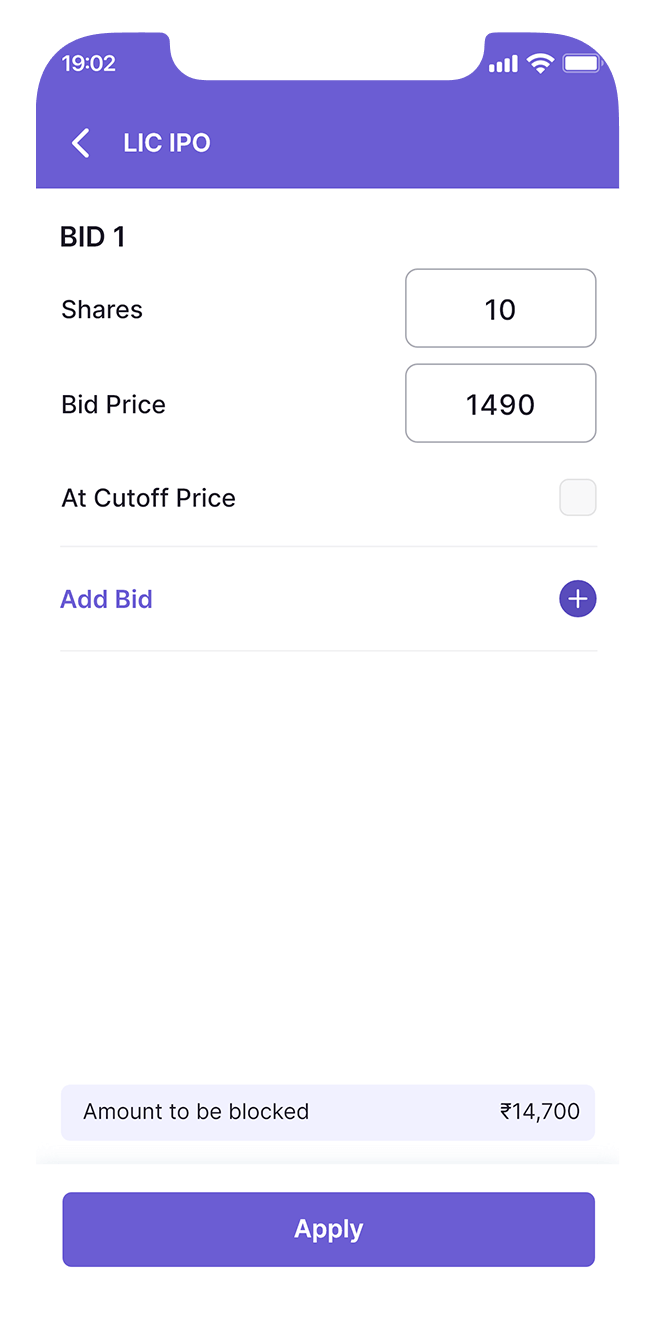 19:02
LIC IPO
BID 1
Shares 10
Bid Price 1490
At Cutoff Price
Add Bid
Amount to be blocked ₹14,700
Apply